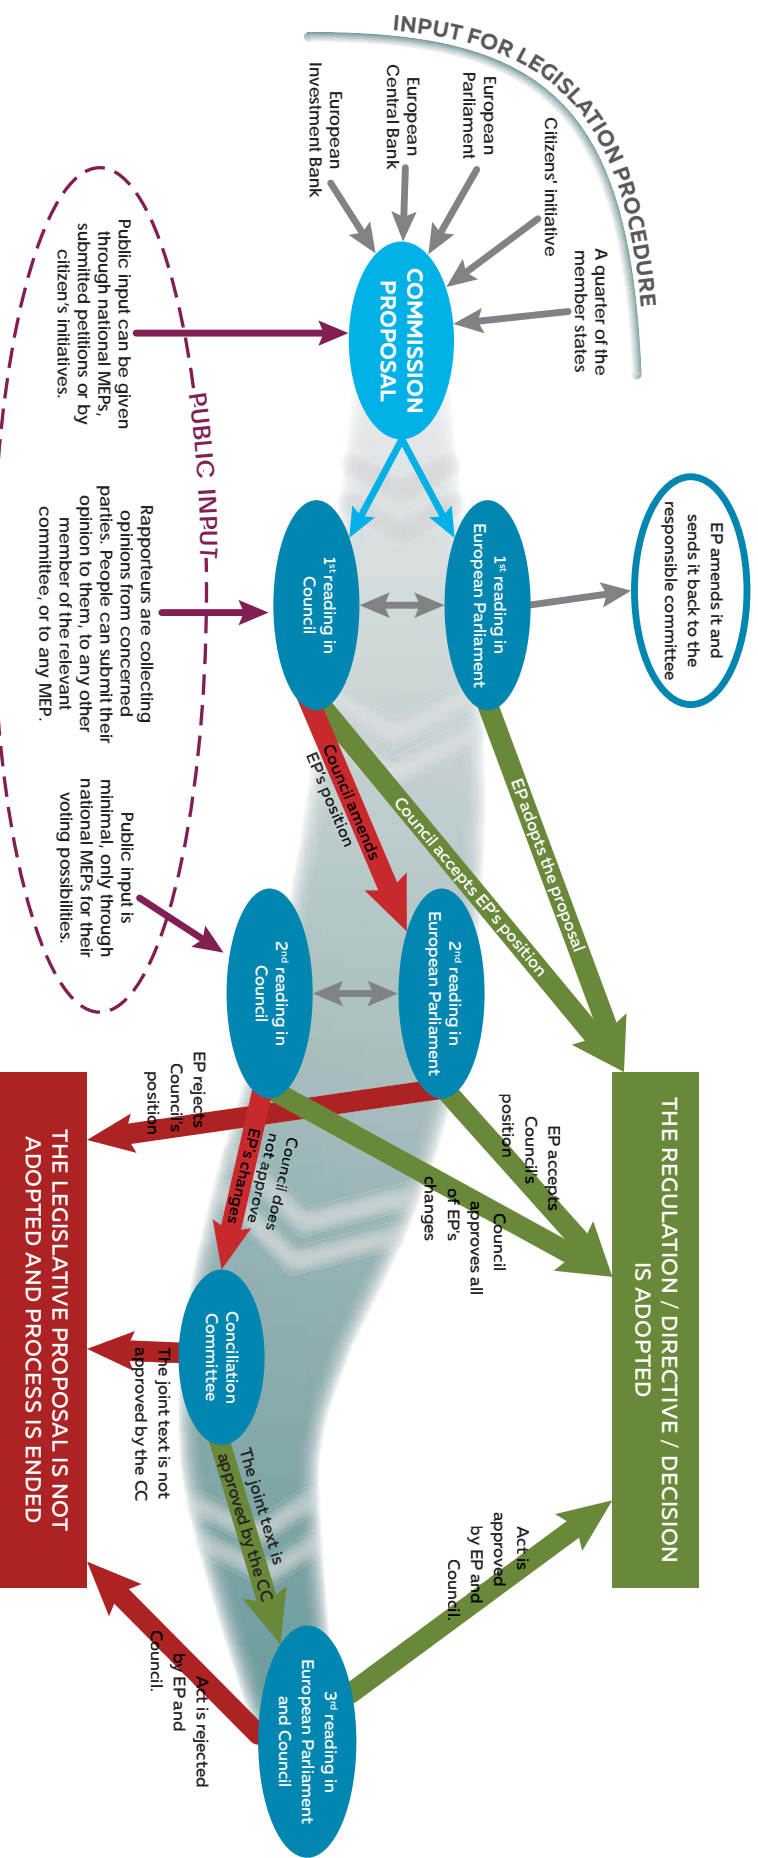 INPUT FOR LEGISLATION PROCEDURE
European
Investment Bank
European
Central Bank
European
Parliament
Citizens' initiative
A quarter of the
member states
COMMISSION
PROPOSAL
EP amends it and
sends it back to the
responsible committee
1st reading in
European Parliament
1st reading in
Council
PUBLIC INPUT
Public input can be given
through national MEPs,
submitted petitions or by
citizen's initiatives.
Rapporteurs are collecting
opinions from concerned
parties. People can submit their
opinion to them, to any other
member of the relevant
committee, or to any MEP.
Public input is
minimal, only through
national MEPs for their
voting possibilities.
EP adopts the proposal
Council accepts EP's position
Council amends
EP's position
2nd reading in
European Parliament
2nd reading in
Council
EP accepts
Council's
position
Council
approves all
of EP's
changes
EP rejects
Council's
position
Council does
not approve
EP's changes
THE REGULATION / DIRECTIVE / DECISION
IS ADOPTED
Conciliation
Committee
The joint text is not
approved by the CC
The joint text is
approved by the CC
Act is
approved
by EP and
Council.
Act is rejected
by EP and
Council.
3rd reading in
European Parliament
and Council
THE LEGISLATIVE PROPOSAL IS NOT
ADOPTED AND PROCESS IS ENDED